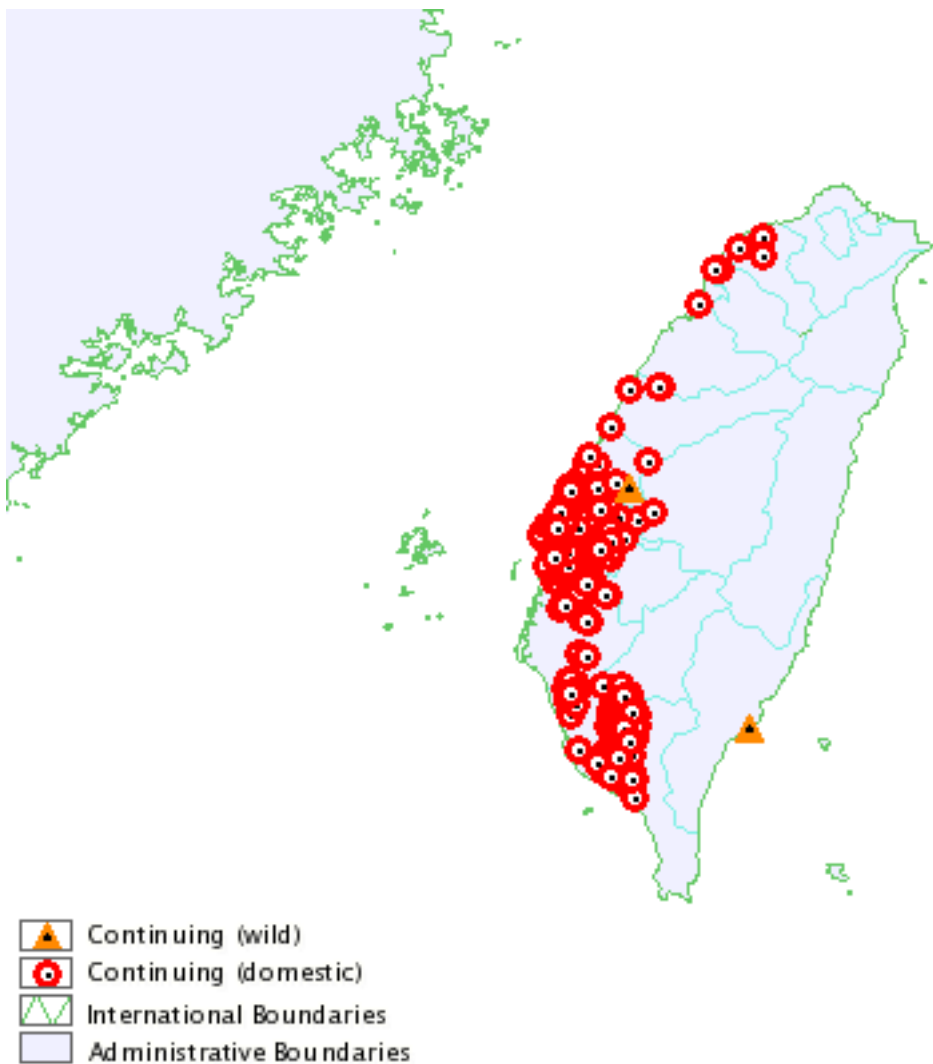 Continuing (wild)
Continuing (domestic)
International Boundaries
Administrative Boundaries